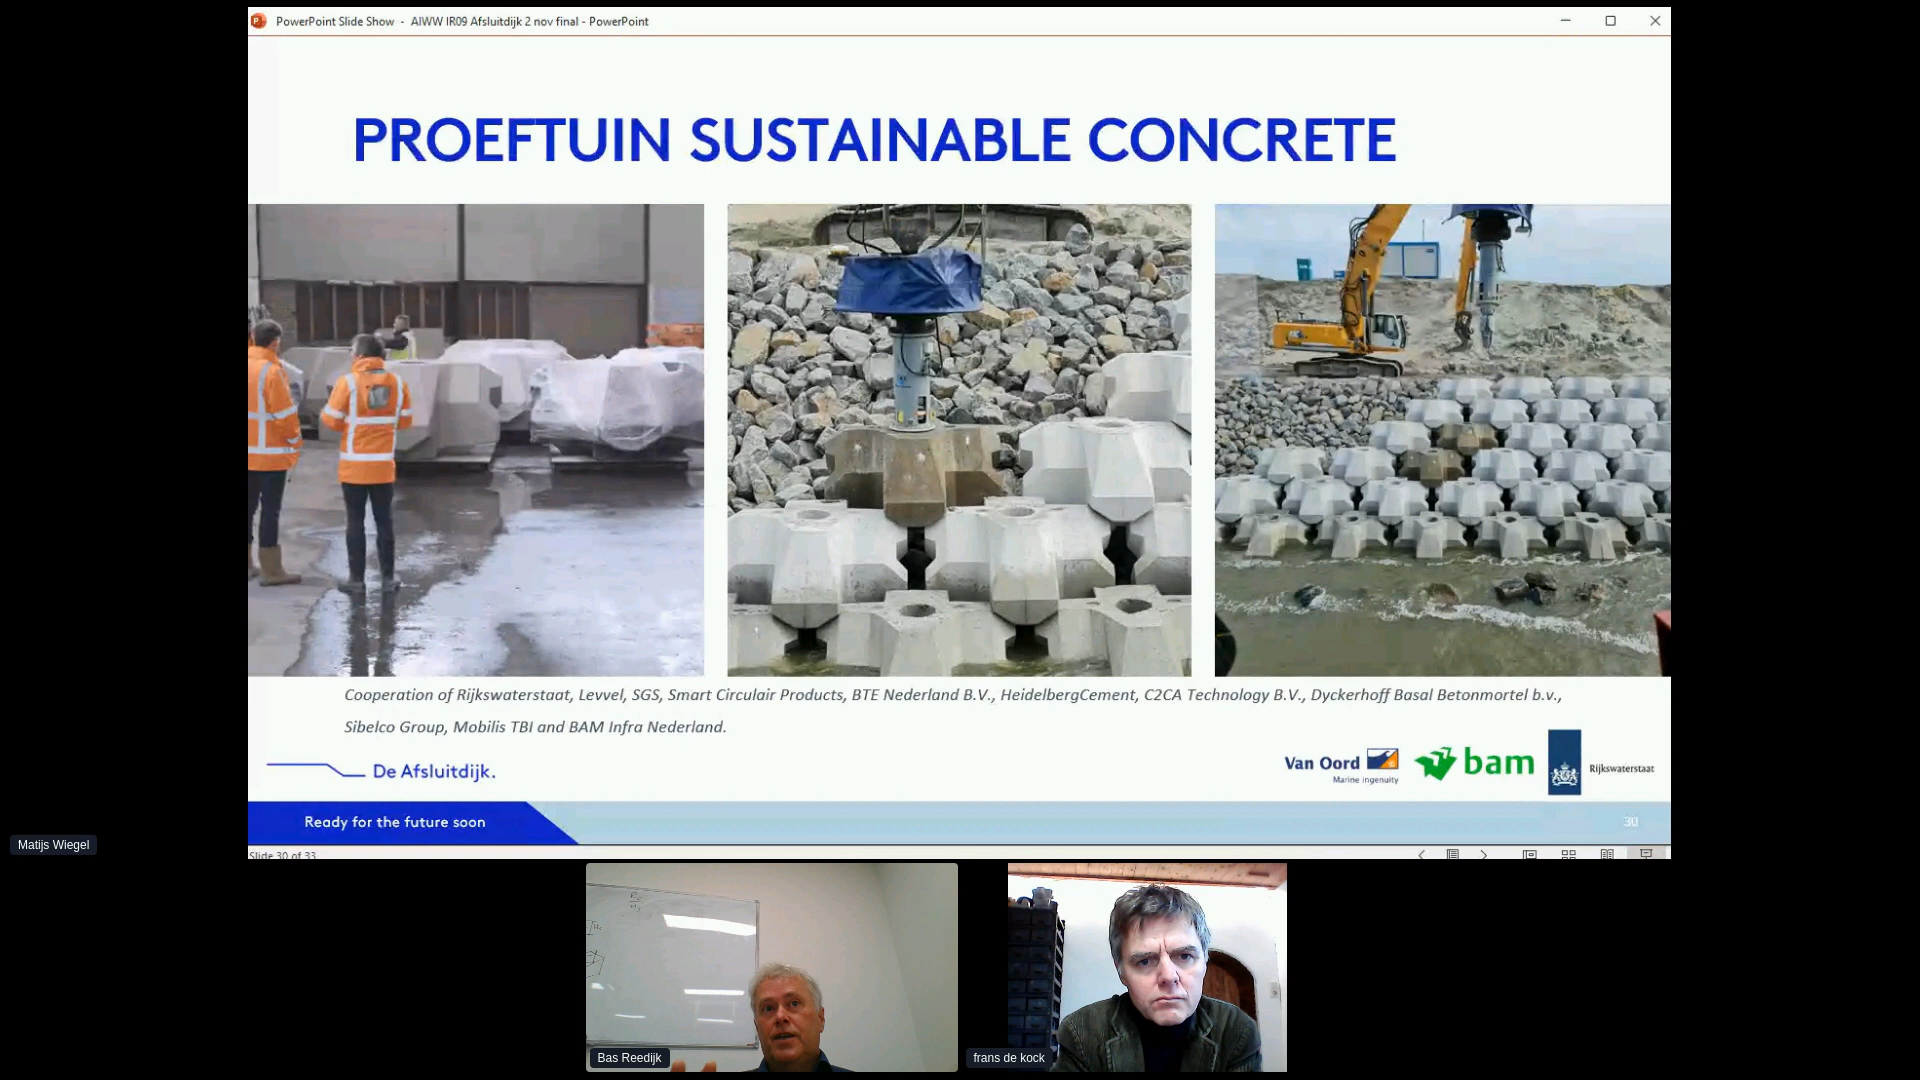 PowerPoint Slide Show - AIWW IR09 Afsluitdijk 2 nov final - PowerPoint
PROEFTUIN SUSTAINABLE CONCRETE
Cooperation of Rijkswaterstaat, Levvel, SGS, Smart Circulair Products, BTE Nederland B.V., HeidelbergCement, C2CA Technology B.V., Dyckerhoff Basal Betonmortel b.v.,
Sibelco Group, Mobilis TBI and BAM Infra Nederland.
De Afsluitdijk.
Van Oord
Marine ingenuity
bam
Rijkswaterstaat
Ready for the future soon
30
Slide 30 of 33
Matijs Wiegel
Bas Reedijk
frans de kock